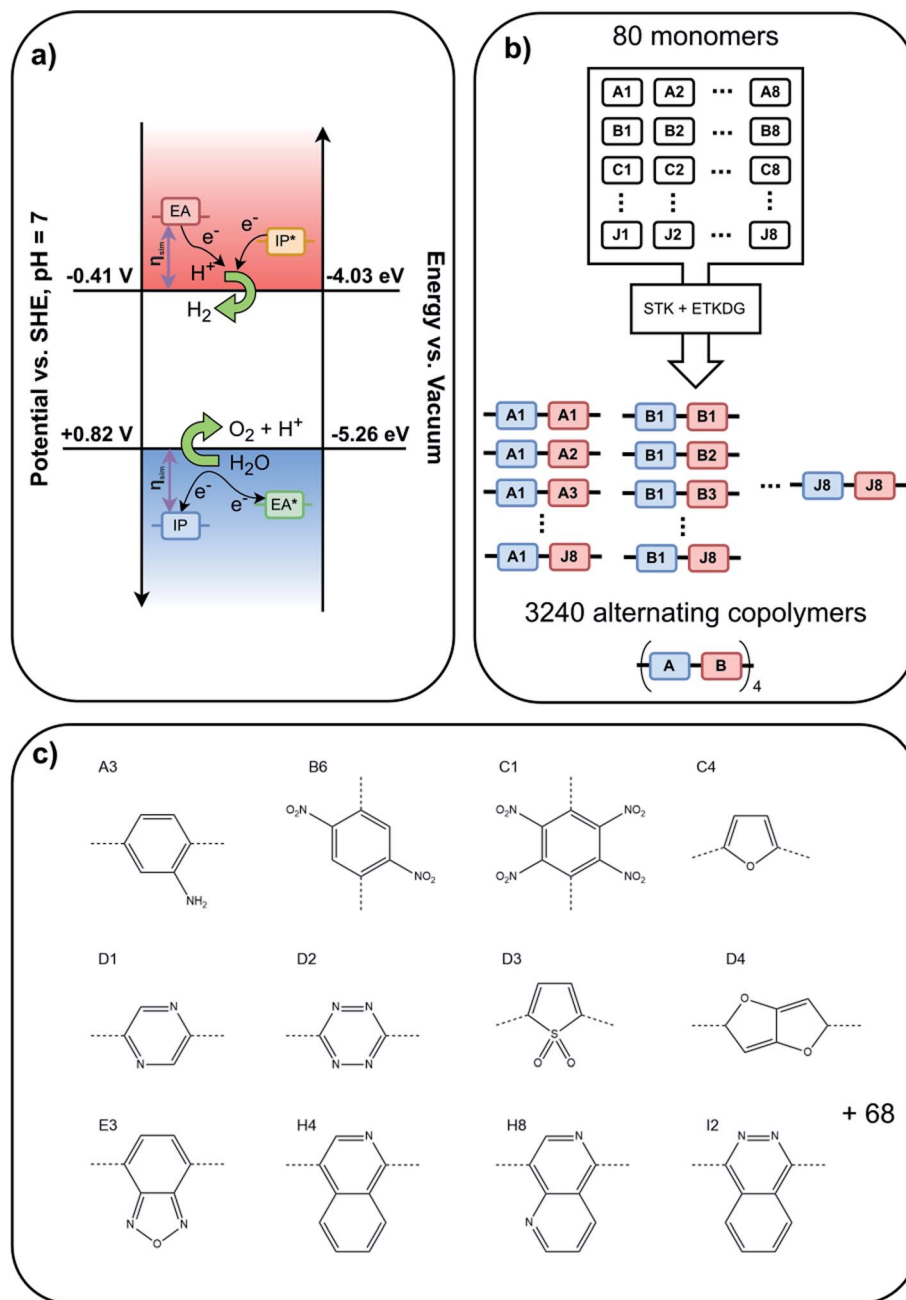 a)
Potential vs. SHE, pH = 7
Energy vs. Vacuum
EA
e-
e-
IP*
ηsim
H+
-0.41 V
-4.03 eV
H2
+0.82 V
O2 + H+
-5.26 eV
H2O
ηsim
e-
e-
EA*
IP
b)
80 monomers
A1 A2 ... A8
B1 B2 ... B8
C1 C2 ... C8
J1 J2 ... J8
STK + ETKDG
A1 A1 B1 B1
A1 A2 B1 B2
A1 A3 B1 B3 ... J8 J8
A1 J8 B1 J8
3240 alternating copolymers
( A B )4
c)
A3 B6 C1 C4
NH2
O2N NO2
O2N NO2
O2N NO2
O
D1 D2 D3 D4
N N
N N
N N
S
O O
O
O
E3 H4 H8 I2
N N
O
N
N
N
N N
+ 68